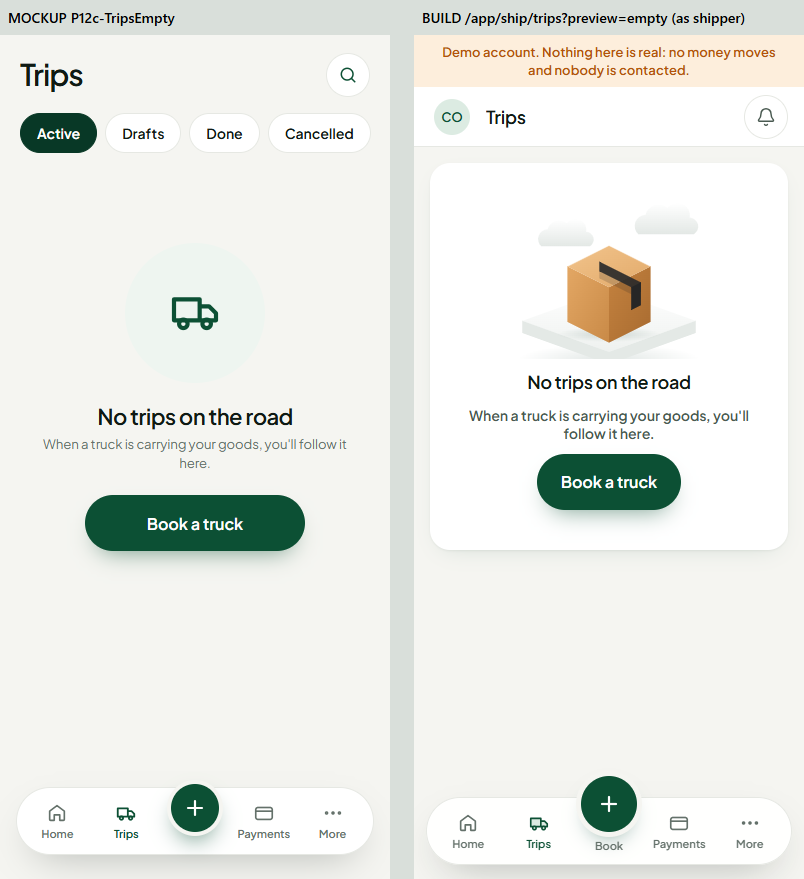 MOCKUP P12c-TripsEmpty
Trips
Active
Drafts
Done
Cancelled
No trips on the road
When a truck is carrying your goods, you'll follow it
here.
Book a truck
Home
Trips
Payments
More
BUILD /app/ship/trips?preview=empty (as shipper)
Demo account. Nothing here is real: no money moves
and nobody is contacted.
CO
Trips
No trips on the road
When a truck is carrying your goods, you'll
follow it here.
Book a truck
Home
Trips
Book
Payments
More